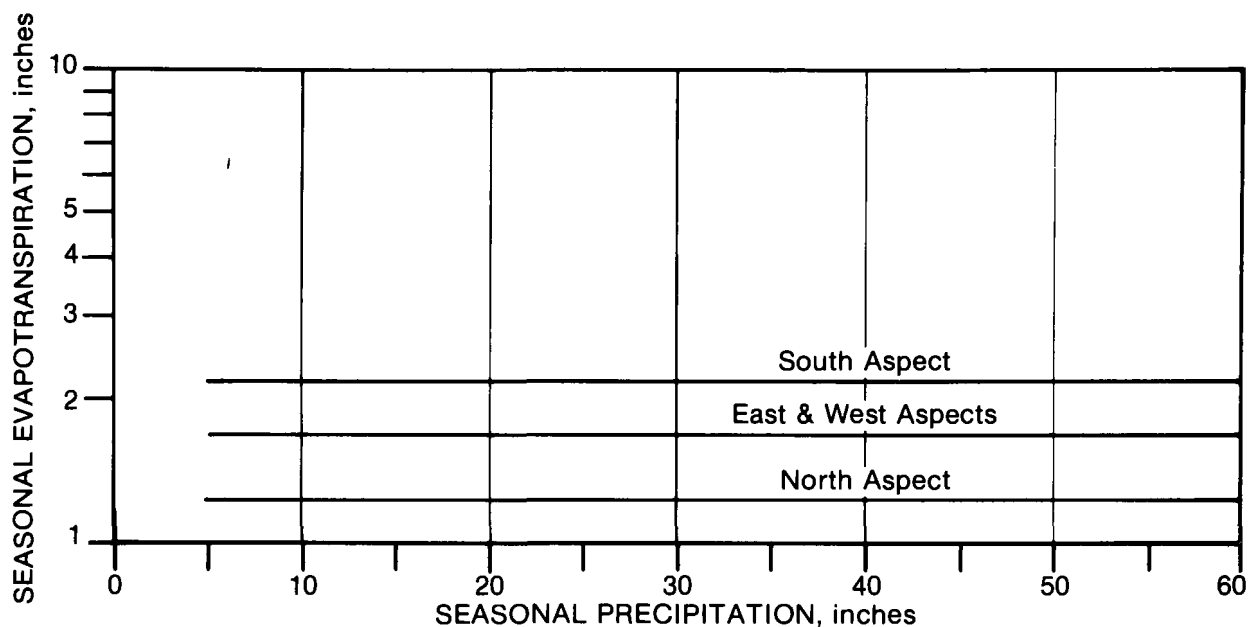 SEASONAL EVAPOTRANSPIRATION, inches
10
5
4
3
2
1
South Aspect
East & West Aspects
North Aspect
0 10 20 30 40 50 60
SEASONAL PRECIPITATION, inches